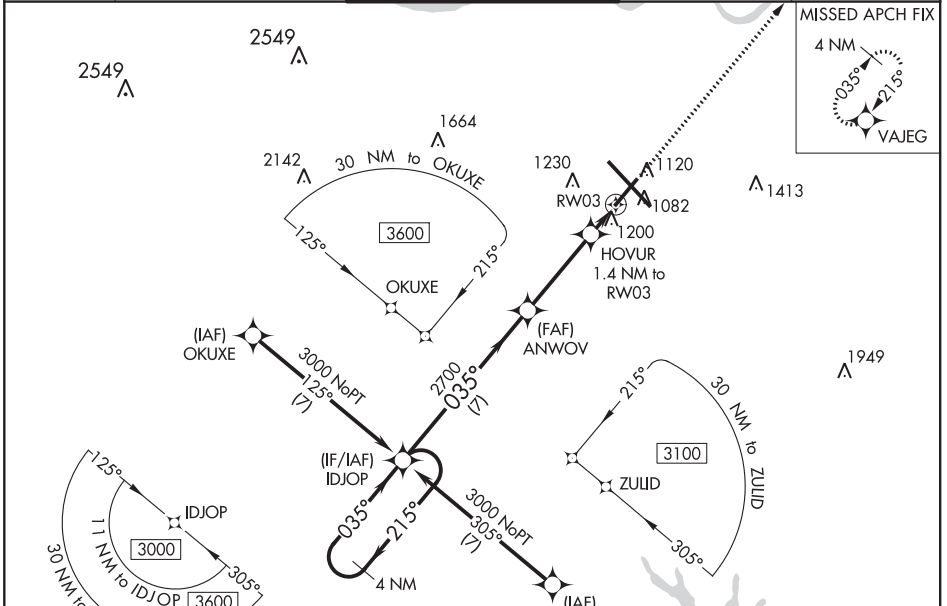 MISSED APCH FIX
4 NM
035°
215°
VAJEG
2549
2549
1664
2142
30 NM to OKUXE
3600
125°
215°
OKUXE
1230
1120
RW03
1082
1413
1200
HOVUR
1.4 NM to
RW03
(IAF)
OKUXE
3000 NoPT
125°
(7)
(FAF)
ANWOV
2700
035°
(7)
1949
215°
30 NM to ZULID
3100
ZULID
305°
(IF/IAF)
IDJOP
035°
215°
4 NM
3000 NoPT
305°
(7)
(IAF)
125°
IDJOP
3000
305°
11 NM to IDJOP
3600
30 NM to